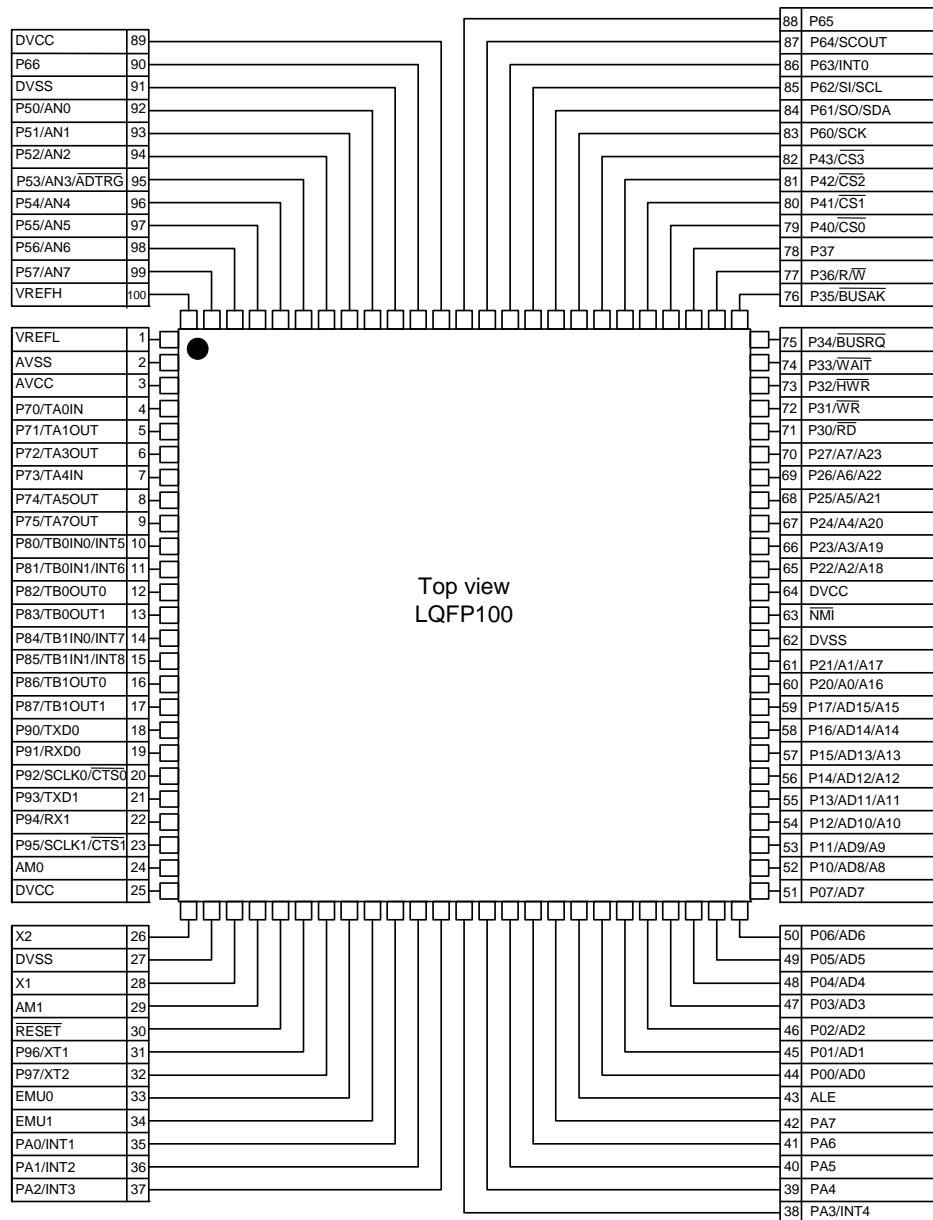 DVCC 89
P66 90
DVSS 91
P50/AN0 92
P51/AN1 93
P52/AN2 94
P53/AN3/A̅D̅T̅R̅G̅ 95
P54/AN4 96
P55/AN5 97
P56/AN6 98
P57/AN7 99
VREFH 100
88 P65
87 P64/SCOUT
86 P63/INT0
85 P62/SI/SCL
84 P61/SO/SDA
83 P60/SCK
82 P43/C̅S̅3̅
81 P42/C̅S̅2̅
80 P41/C̅S̅1̅
79 P40/C̅S̅0̅
78 P37
77 P36/R/W̅
76 P35/B̅U̅S̅A̅K̅
VREFL 1
AVSS 2
AVCC 3
P70/TA0IN 4
P71/TA1OUT 5
P72/TA3OUT 6
P73/TA4IN 7
P74/TA5OUT 8
P75/TA7OUT 9
P80/TB0IN0/INT5 10
P81/TB0IN1/INT6 11
P82/TB0OUT0 12
P83/TB0OUT1 13
P84/TB1IN0/INT7 14
P85/TB1IN1/INT8 15
P86/TB1OUT0 16
P87/TB1OUT1 17
P90/TXD0 18
P91/RXD0 19
P92/SCLK0/C̅T̅S̅0̅ 20
P93/TXD1 21
P94/RX1 22
P95/SCLK1/C̅T̅S̅1̅ 23
AM0 24
DVCC 25
Top view
LQFP100
75 P34/B̅U̅S̅R̅Q̅
74 P33/W̅A̅I̅T̅
73 P32/H̅W̅R̅
72 P31/W̅R̅
71 P30/R̅D̅
70 P27/A7/A23
69 P26/A6/A22
68 P25/A5/A21
67 P24/A4/A20
66 P23/A3/A19
65 P22/A2/A18
64 DVCC
63 N̅M̅I̅
62 DVSS
61 P21/A1/A17
60 P20/A0/A16
59 P17/AD15/A15
58 P16/AD14/A14
57 P15/AD13/A13
56 P14/AD12/A12
55 P13/AD11/A11
54 P12/AD10/A10
53 P11/AD9/A9
52 P10/AD8/A8
51 P07/AD7
X2 26
DVSS 27
X1 28
AM1 29
R̅E̅S̅E̅T̅ 30
P96/XT1 31
P97/XT2 32
EMU0 33
EMU1 34
PA0/INT1 35
PA1/INT2 36
PA2/INT3 37
50 P06/AD6
49 P05/AD5
48 P04/AD4
47 P03/AD3
46 P02/AD2
45 P01/AD1
44 P00/AD0
43 ALE
42 PA7
41 PA6
40 PA5
39 PA4
38 PA3/INT4